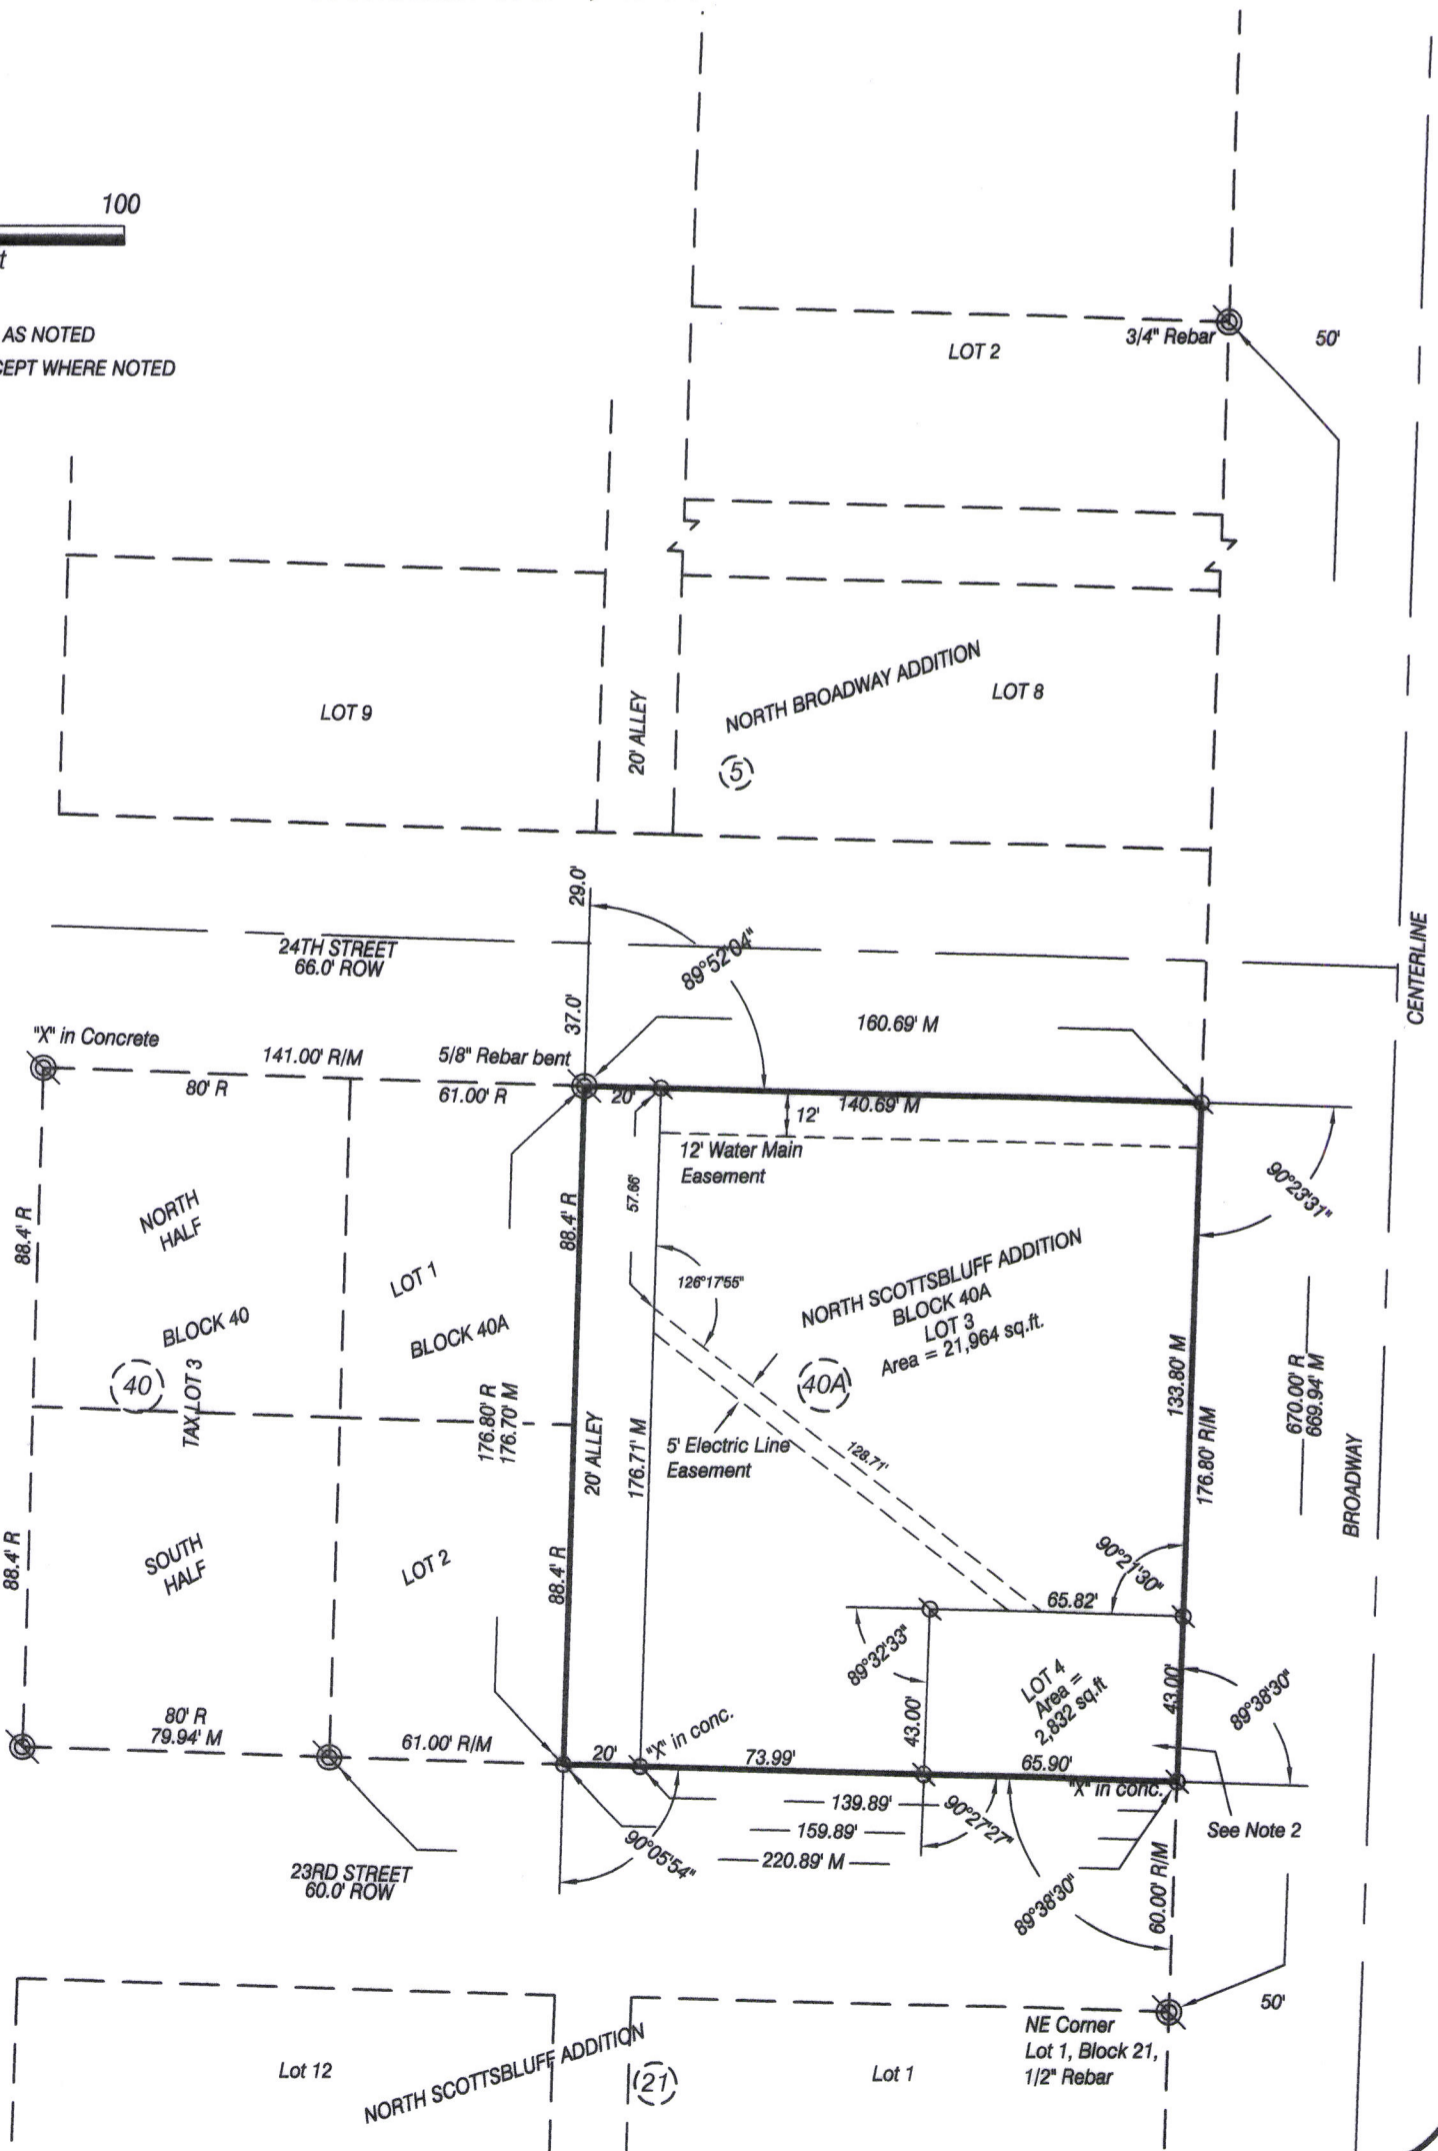 100
t
AS NOTED
CEPT WHERE NOTED
3/4" Rebar
50'
LOT 2
NORTH BROADWAY ADDITION
LOT 8
LOT 9
20' ALLEY
5
29.0'
24TH STREET
66.0' ROW
89°52'04"
CENTERLINE
37.0'
160.69' M
"X" in Concrete
141.00' R/M
5/8" Rebar bent
80' R
61.00' R
20'
140.69' M
12'
12' Water Main
Easement
57.66'
90°23'31"
NORTH
HALF
88.4' R
88.4' R
LOT 1
126°17'55"
NORTH SCOTTSBLUFF ADDITION
BLOCK 40A
LOT 3
Area = 21,964 sq.ft.
BLOCK 40
BLOCK 40A
40
TAX LOT 3
40A
176.80' R
176.70' M
20' ALLEY
176.71' M
5' Electric Line
Easement
128.71'
133.80' M
176.80' R/M
670.00' R
669.94' M
BROADWAY
SOUTH
HALF
88.4' R
LOT 2
88.4' R
90°21'30"
65.82'
89°32'33"
LOT 4
Area =
2,832 sq.ft
43.00'
43.00'
89°38'30"
80' R
79.94' M
61.00' R/M
20'
"X" in conc.
73.99'
65.90'
"X" in conc.
139.89'
159.89'
220.89' M
90°27'27"
90°05'54"
See Note 2
23RD STREET
60.0' ROW
89°38'30"
60.00' R/M
50'
NE Corner
Lot 1, Block 21,
1/2" Rebar
Lot 12
NORTH SCOTTSBLUFF ADDITION
21
Lot 1